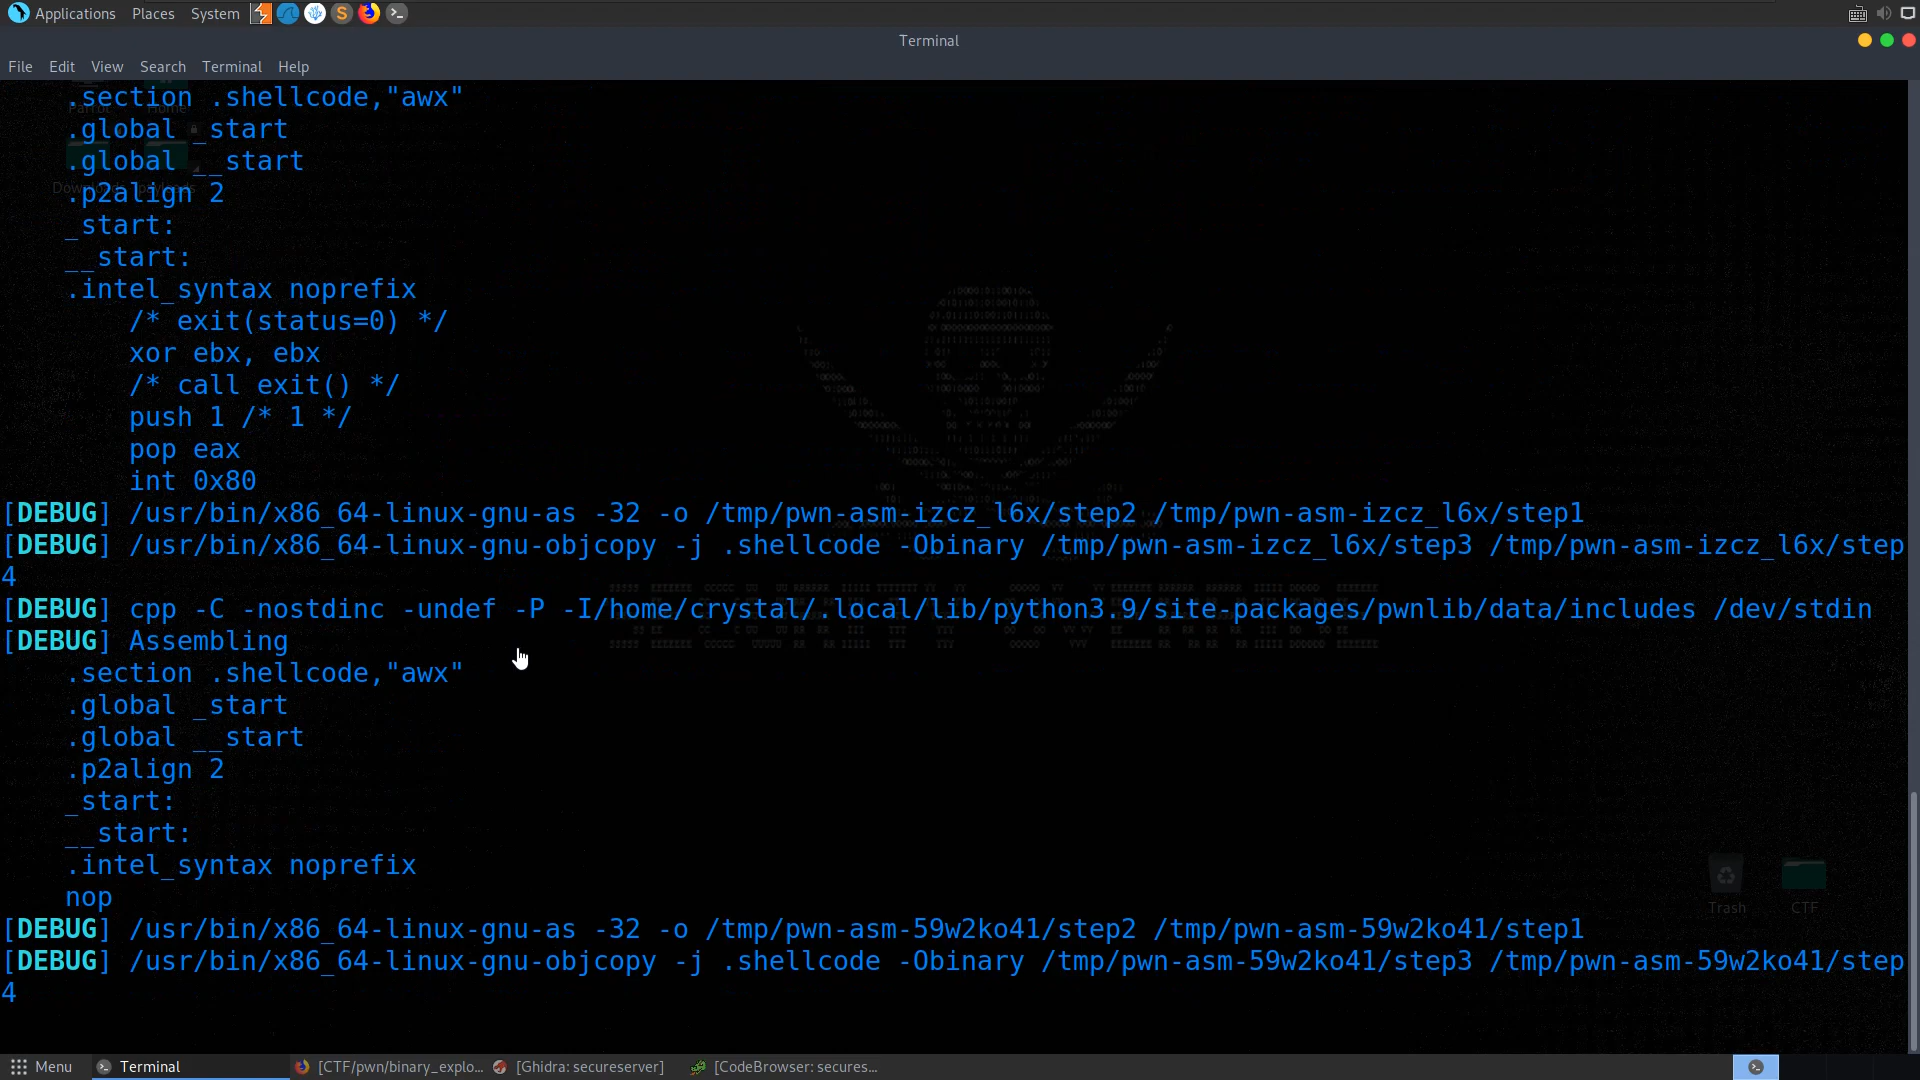 Applications Places System
Terminal
File Edit View Search Terminal Help
.section .shellcode,"awx"
.global _start
.global __start
.p2align 2
_start:
__start:
.intel_syntax noprefix
/* exit(status=0) */
xor ebx, ebx
/* call exit() */
push 1 /* 1 */
pop eax
int 0x80
[DEBUG] /usr/bin/x86_64-linux-gnu-as -32 -o /tmp/pwn-asm-izcz_l6x/step2 /tmp/pwn-asm-izcz_l6x/step1
[DEBUG] /usr/bin/x86_64-linux-gnu-objcopy -j .shellcode -Obinary /tmp/pwn-asm-izcz_l6x/step3 /tmp/pwn-asm-izcz_l6x/step
4
[DEBUG] cpp -C -nostdinc -undef -P -I/home/crystal/.local/lib/python3.9/site-packages/pwnlib/data/includes /dev/stdin
[DEBUG] Assembling
.section .shellcode,"awx"
.global _start
.global __start
.p2align 2
_start:
__start:
.intel_syntax noprefix
nop
[DEBUG] /usr/bin/x86_64-linux-gnu-as -32 -o /tmp/pwn-asm-59w2ko41/step2 /tmp/pwn-asm-59w2ko41/step1
[DEBUG] /usr/bin/x86_64-linux-gnu-objcopy -j .shellcode -Obinary /tmp/pwn-asm-59w2ko41/step3 /tmp/pwn-asm-59w2ko41/step
4
Trash CTF
Menu Terminal [CTF/pwn/binary_explo... [Ghidra: secureserver] [CodeBrowser: secures...